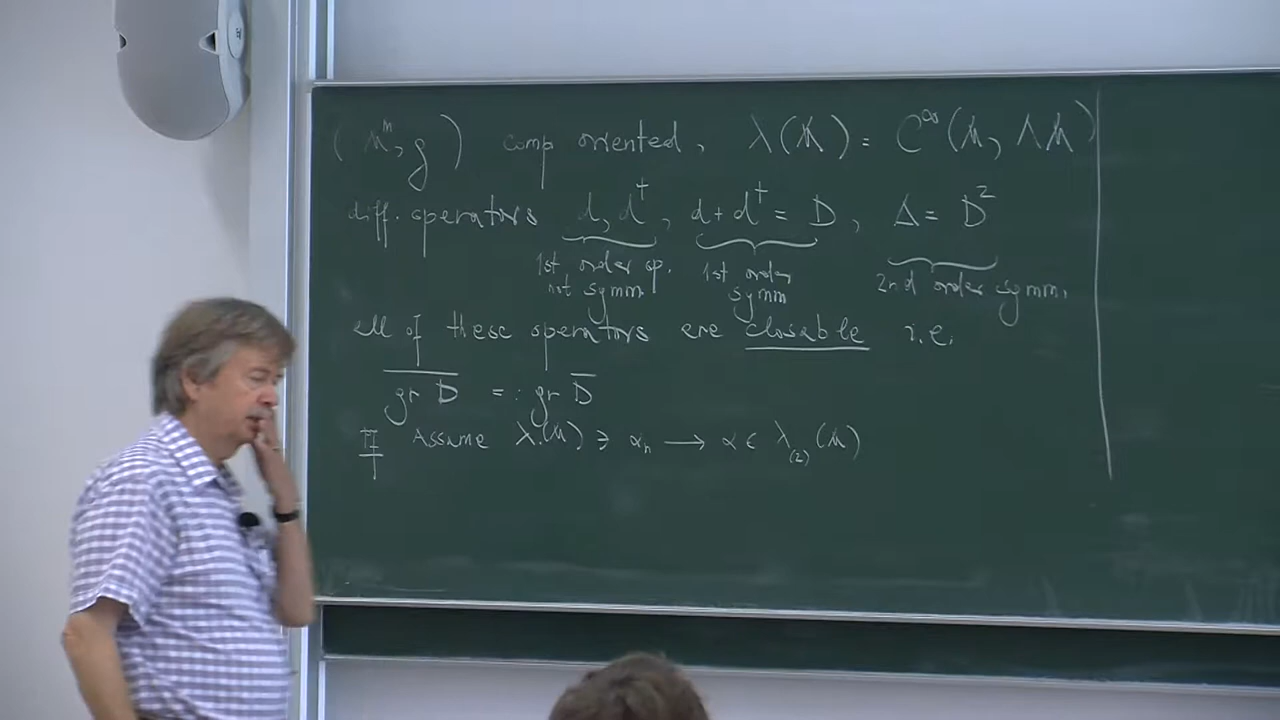 (M^m, g) comp oriented, λ(M) = C^∞(M, ΛM)
diff. operators d, d^†, d + d^† = D, Δ = D^2
1st order op. 1st order 2nd order symm.
not symm. symm
all of these operators are closable i.e.
\overline{gr D} =: gr \overline{D}
Pf Assume λ(M) ∋ α_n ⟶ α ∈ λ_{(2)}(M)